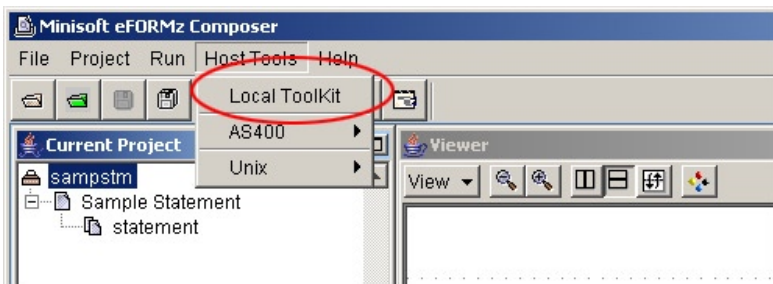 Minisoft eFORMz Composer
File Project Run Host Tools Help
Local ToolKit
AS400
Unix
Current Project
sampstm
Sample Statement
statement
Viewer
View